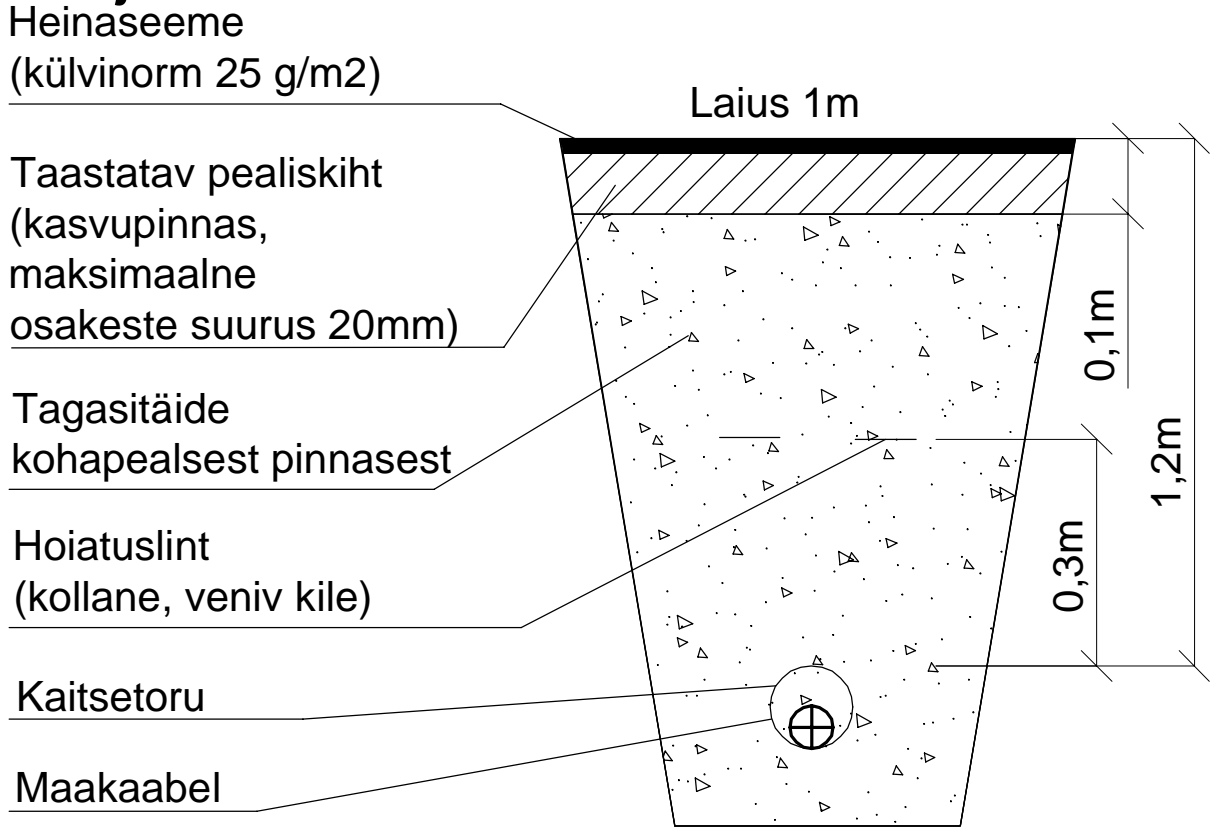 Heinaseeme
(külvinorm 25 g/m2)
Laius 1m
Taastatav pealiskiht
(kasvupinnas,
maksimaalne
osakeste suurus 20mm)
0,1m
Tagasitäide
kohapealsest pinnasest
1,2m
Hoiatuslint
(kollane, veniv kile)
0,3m
Kaitsetoru
Maakaabel